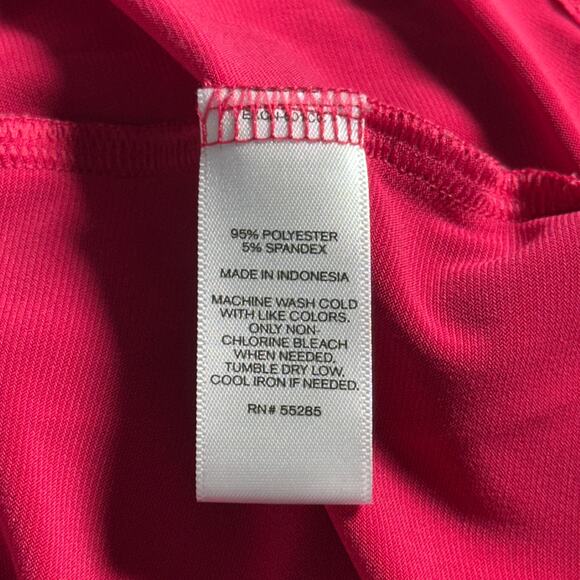 95% POLYESTER
5% SPANDEX
MADE IN INDONESIA
MACHINE WASH COLD
WITH LIKE COLORS.
ONLY NON-
CHLORINE BLEACH
WHEN NEEDED.
TUMBLE DRY LOW.
COOL IRON IF NEEDED.
RN# 55285